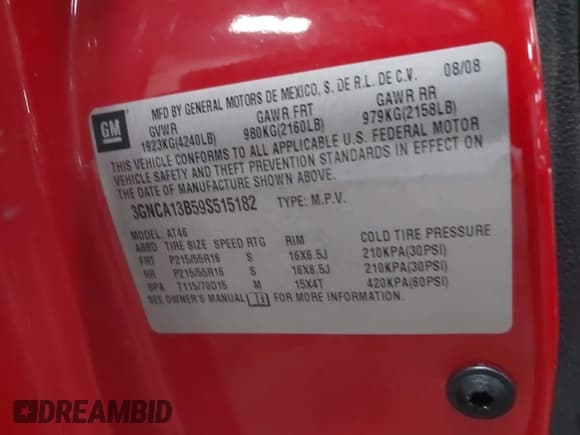 GM
MFD BY GENERAL MOTORS DE MEXICO, S. DE R.L. DE C.V. 08/08
GVWR GAWR FRT GAWR RR
1923KG(4240LB) 980KG(2160LB) 979KG(2158LB)
THIS VEHICLE CONFORMS TO ALL APPLICABLE U.S. FEDERAL MOTOR
VEHICLE SAFETY AND THEFT PREVENTION STANDARDS IN EFFECT ON
THE DATE OF MANUFACTURE SHOWN ABOVE.
3GNCA13B59S515182 TYPE: M.P.V.
MODEL: AT46
ABBD TIRE SIZE SPEED RTG RIM COLD TIRE PRESSURE
FRT P215/55R16 S 16X6.5J 210KPA(30PSI)
RR P215/55R16 S 16X6.5J 210KPA(30PSI)
SPA T115/70D15 M 15X4T 420KPA(60PSI)
SEE OWNER'S MANUAL FOR MORE INFORMATION.
DREAMBID